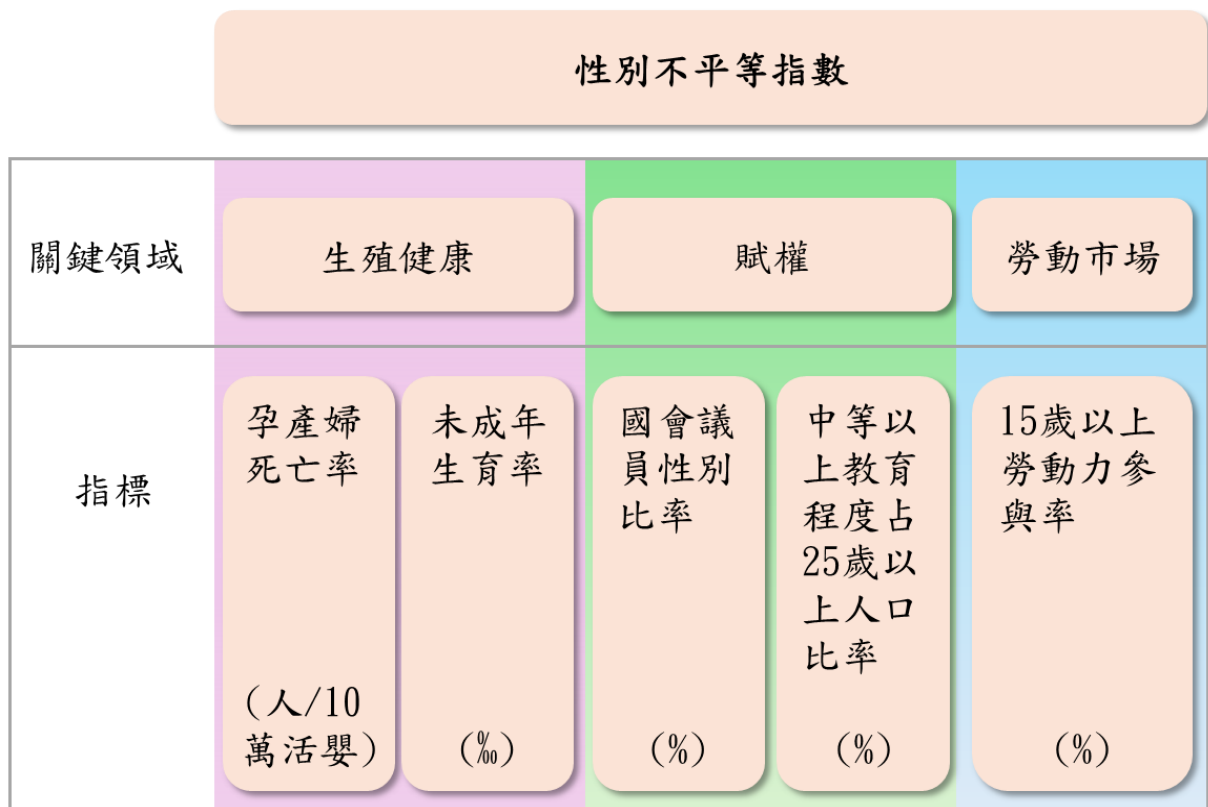 性別不平等指數
關鍵領域
生殖健康
賦權
勞動市場
指標
孕產婦
死亡率
(人/10
萬活嬰)
未成年
生育率
(‰)
國會議
員性別
比率
(%)
中等以
上教育
程度占
25歲以
上人口
比率
(%)
15歲以上
勞動力參
與率
(%)